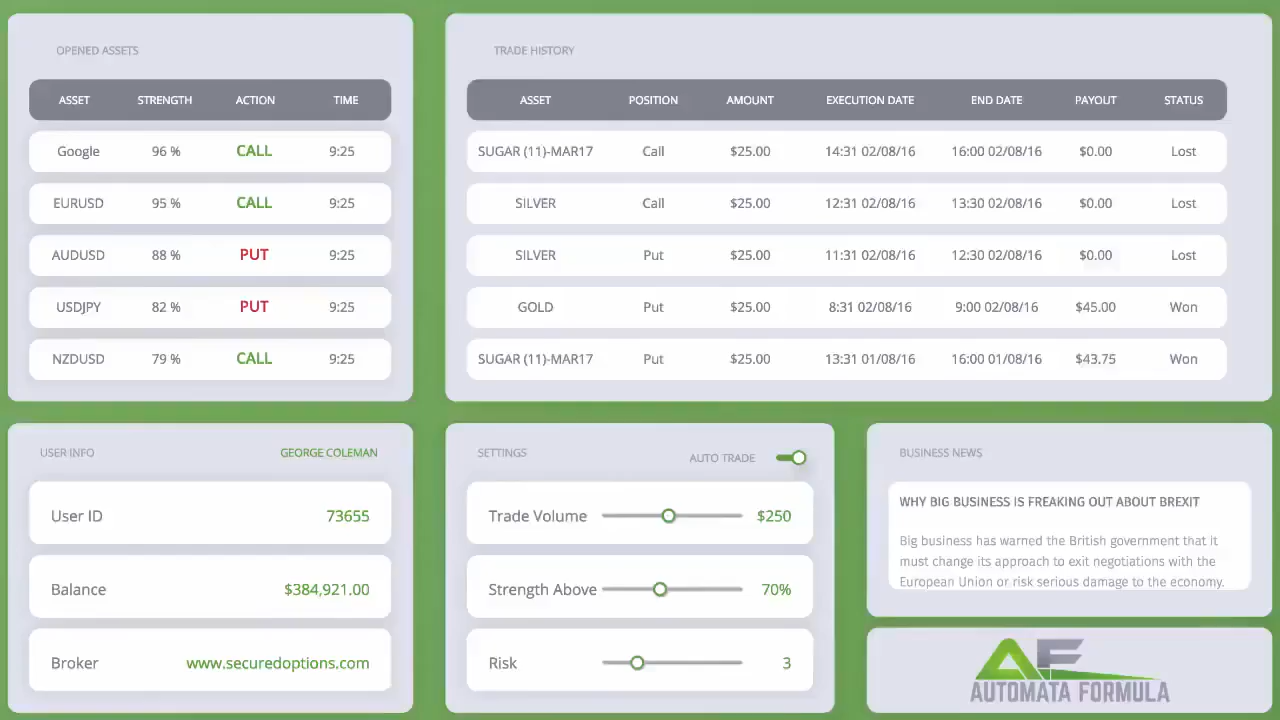 OPENED ASSETS
ASSET STRENGTH ACTION TIME
Google 96 % CALL 9:25
EURUSD 95 % CALL 9:25
AUDUSD 88 % PUT 9:25
USDJPY 82 % PUT 9:25
NZDUSD 79 % CALL 9:25
TRADE HISTORY
ASSET POSITION AMOUNT EXECUTION DATE END DATE PAYOUT STATUS
SUGAR (11)-MAR17 Call $25.00 14:31 02/08/16 16:00 02/08/16 $0.00 Lost
SILVER Call $25.00 12:31 02/08/16 13:30 02/08/16 $0.00 Lost
SILVER Put $25.00 11:31 02/08/16 12:30 02/08/16 $0.00 Lost
GOLD Put $25.00 8:31 02/08/16 9:00 02/08/16 $45.00 Won
SUGAR (11)-MAR17 Put $25.00 13:31 01/08/16 16:00 01/08/16 $43.75 Won
USER INFO GEORGE COLEMAN
User ID 73655
Balance $384,921.00
Broker www.securedoptions.com
SETTINGS AUTO TRADE
Trade Volume $250
Strength Above 70%
Risk 3
BUSINESS NEWS
WHY BIG BUSINESS IS FREAKING OUT ABOUT BREXIT
Big business has warned the British government that it
must change its approach to exit negotiations with the
European Union or risk serious damage to the economy.
AF
AUTOMATA FORMULA